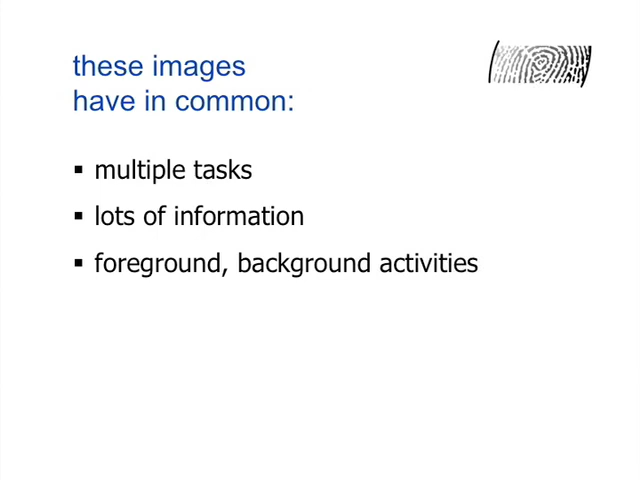 these images
have in common:
▪ multiple tasks
▪ lots of information
▪ foreground, background activities